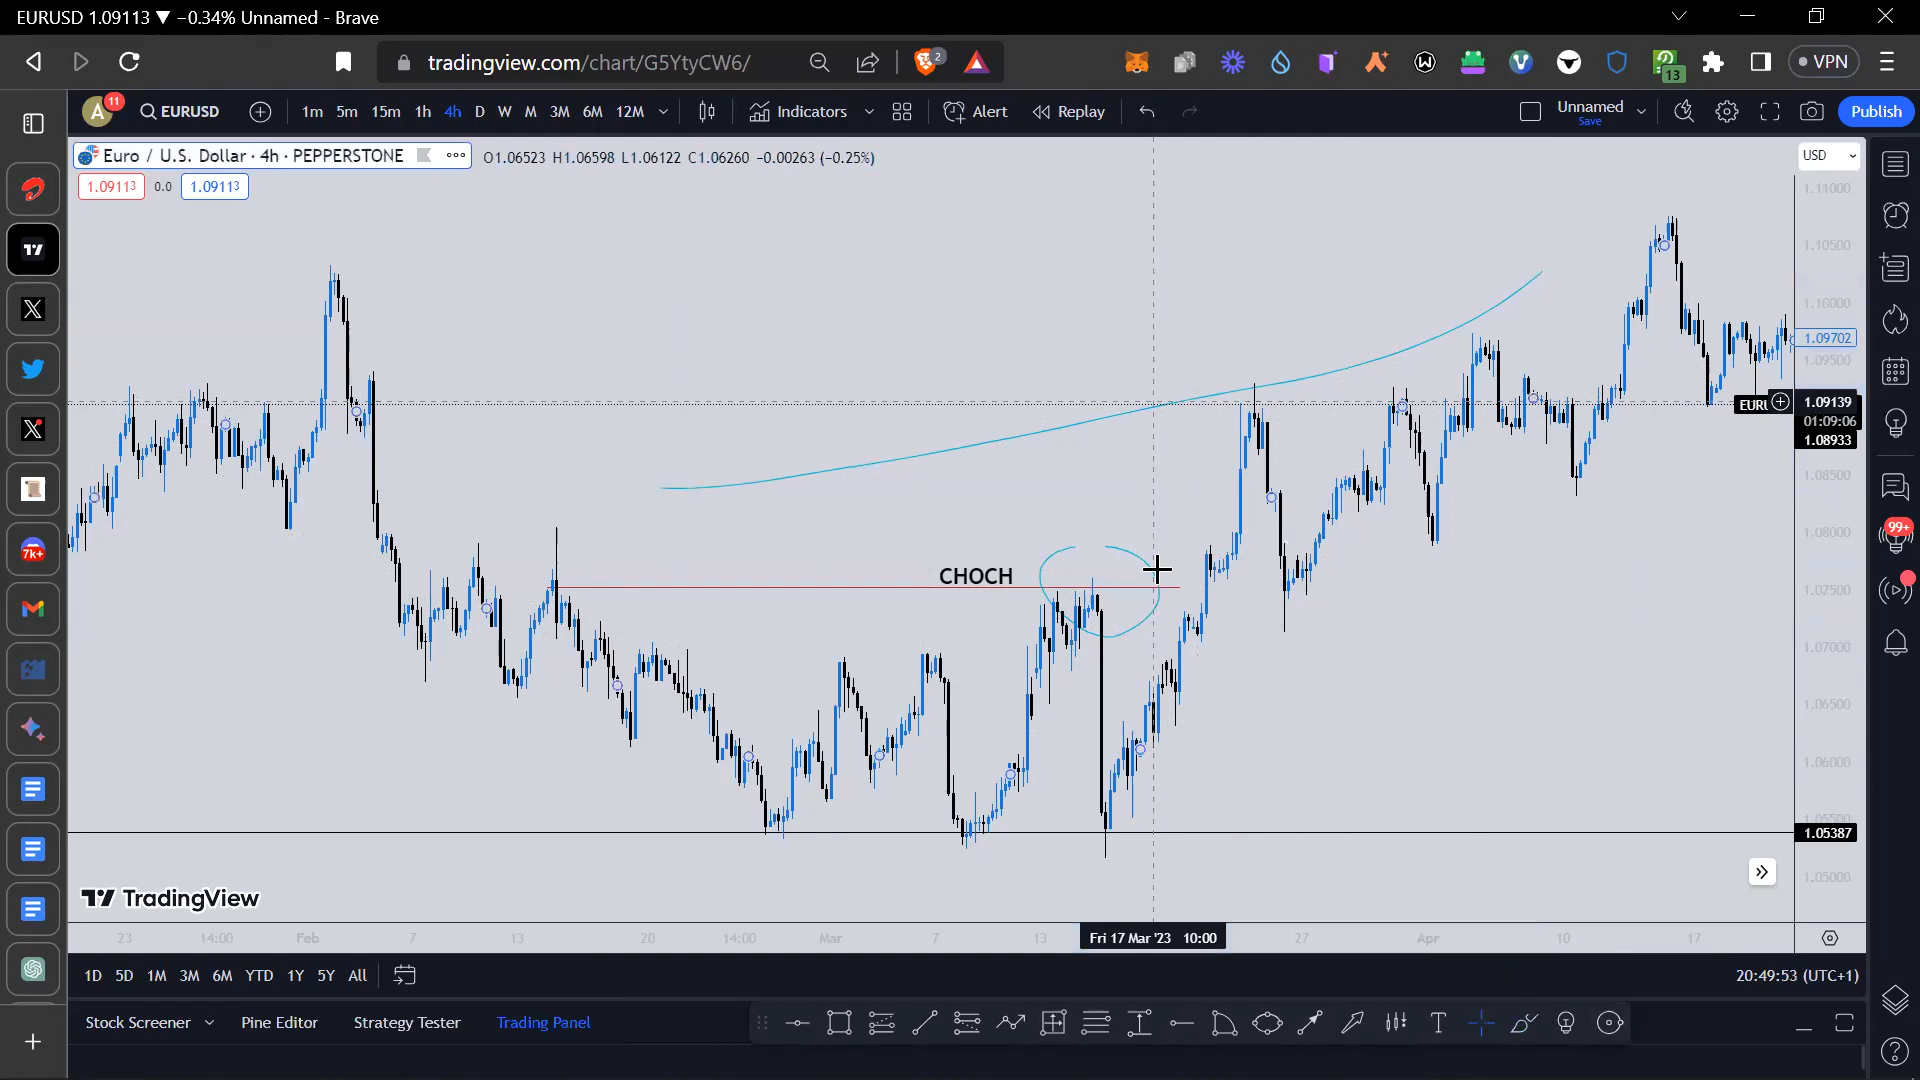 EURUSD 1.09113 ▼ −0.34% Unnamed - Brave
tradingview.com/chart/G5YtyCW6/
2
13
VPN
A
11
EURUSD
1m 5m 15m 1h 4h D W M 3M 6M 12M
Indicators
Alert
Replay
Unnamed
Save
Publish
Euro / U.S. Dollar · 4h · PEPPERSTONE
O1.06523 H1.06598 L1.06122 C1.06260 −0.00263 (−0.25%)
USD
1.09113 0.0 1.09113
1.11000
1.10500
1.10000
1.09702
1.09500
1.09139
01:09:06
1.08933
1.08500
1.08000
CHOCH
1.07500
1.07000
1.06500
1.06000
1.05387
1.05000
99+
7k+
TradingView
23 14:00 Feb 7 13 20 14:00 Mar 7 13 Fri 17 Mar '23 10:00 27 Apr 10 17
1D 5D 1M 3M 6M YTD 1Y 5Y All
20:49:53 (UTC+1)
Stock Screener
Pine Editor
Strategy Tester
Trading Panel